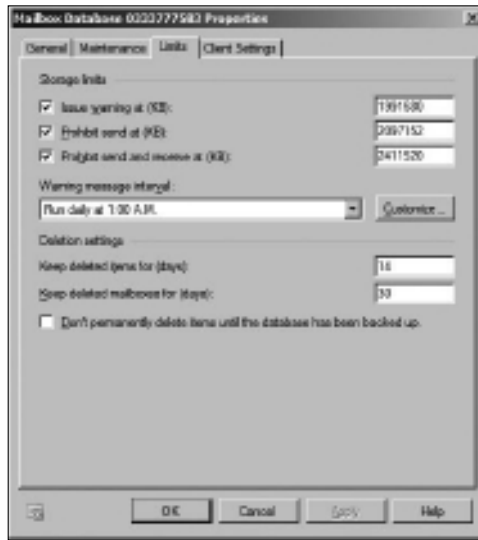 Mailbox Database 0333777583 Properties
General Maintenance Limits Client Settings
Storage limits
Issue warning at (KB): 1991680
Prohibit send at (KB): 2097152
Prohibit send and receive at (KB): 2411520
Warning message interval:
Run daily at 1:00 A.M. Customize ...
Deletion settings
Keep deleted items for (days): 14
Keep deleted mailboxes for (days): 30
Don't permanently delete items until the database has been backed up.
OK Cancel Apply Help